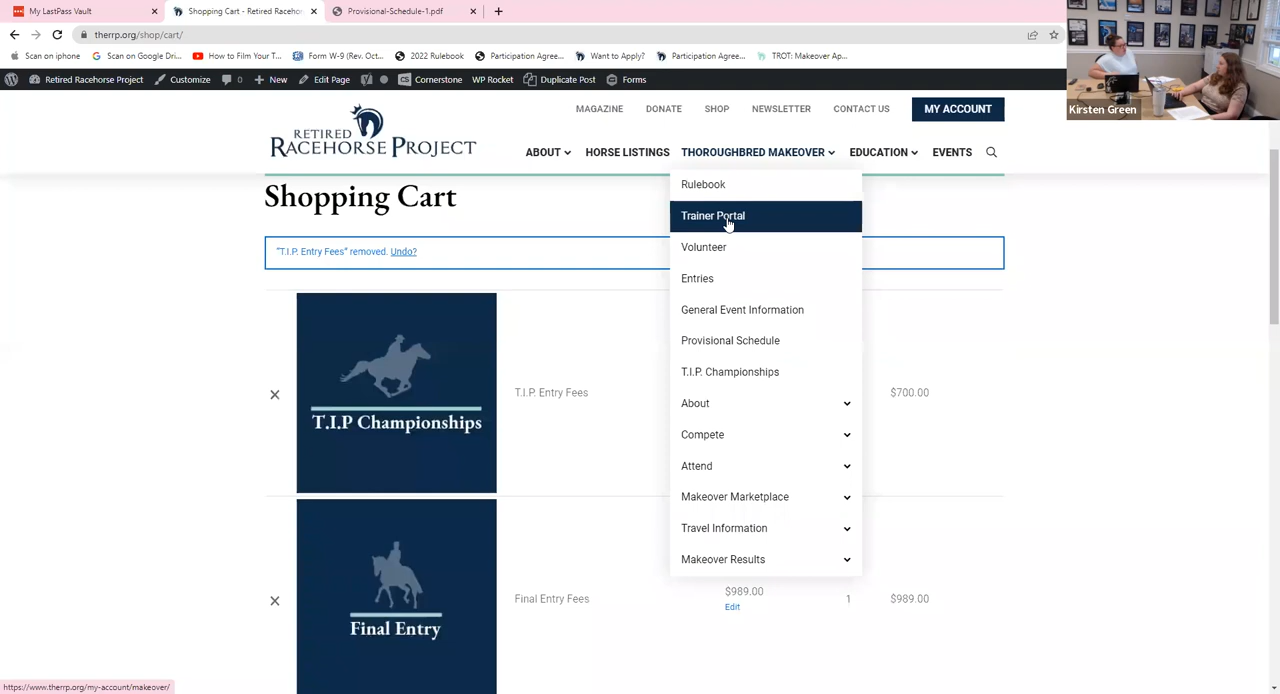 My LastPass Vault
Shopping Cart - Retired Racehors
Provisional-Schedule-1.pdf
therrp.org/shop/cart/
Scan on iphone
Scan on Google Dri...
How to Film Your T...
Form W-9 (Rev. Oct...
2022 Rulebook
Participation Agree...
Want to Apply?
Participation Agree...
TROT: Makeover Ap...
Retired Racehorse Project
Customize
0
New
Edit Page
CS Cornerstone
WP Rocket
Duplicate Post
Forms
Kirsten Green
MAGAZINE
DONATE
SHOP
NEWSLETTER
CONTACT US
MY ACCOUNT
RETIRED
RACEHORSE PROJECT
ABOUT
HORSE LISTINGS
THOROUGHBRED MAKEOVER
EDUCATION
EVENTS
Shopping Cart
"T.I.P. Entry Fees" removed. Undo?
Rulebook
Trainer Portal
Volunteer
Entries
General Event Information
Provisional Schedule
T.I.P. Championships
About
Compete
Attend
Makeover Marketplace
Travel Information
Makeover Results
T.I.P Championships
T.I.P. Entry Fees
$700.00
Final Entry
Final Entry Fees
$989.00
Edit
1
$989.00
https://www.therrp.org/my-account/makeover/